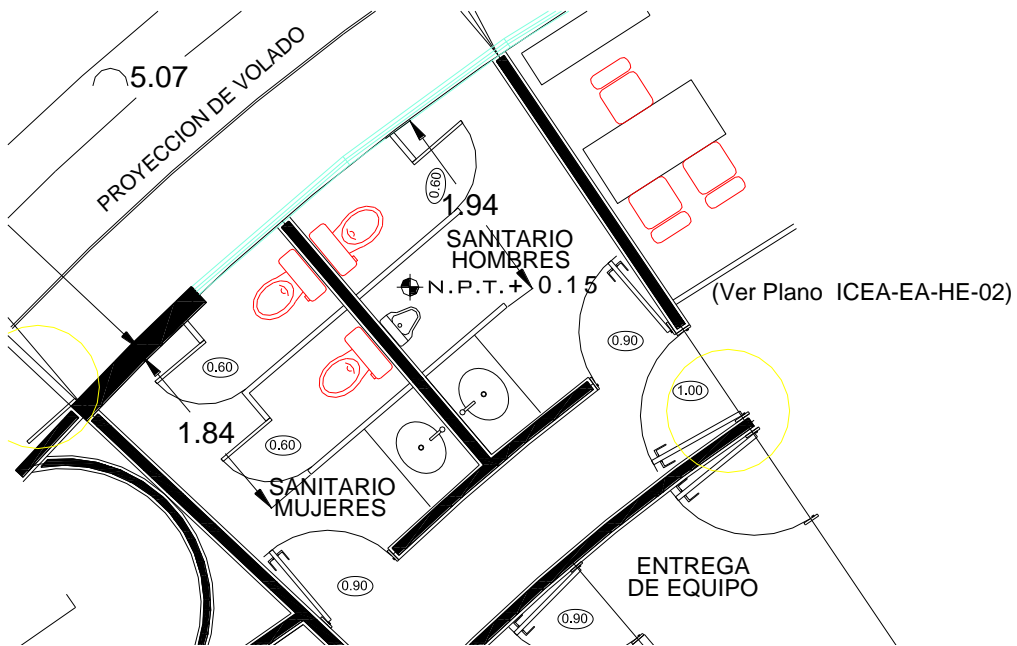 5.07
PROYECCION DE VOLADO
0.60
1.94
SANITARIO
HOMBRES
N.P.T.+ 0.15
(Ver Plano ICEA-EA-HE-02)
0.90
0.60
1.00
1.84
0.60
SANITARIO
MUJERES
0.90
ENTREGA
DE EQUIPO
0.90